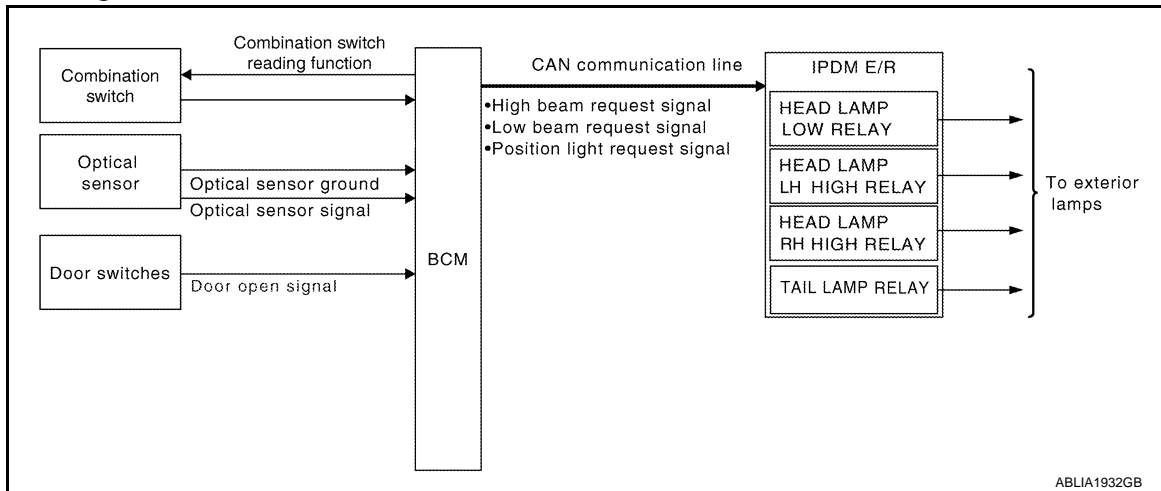 Combination switch
reading function
Combination
switch
Optical
sensor
Optical sensor ground
Optical sensor signal
Door switches
Door open signal
BCM
CAN communication line
•High beam request signal
•Low beam request signal
•Position light request signal
IPDM E/R
HEAD LAMP
LOW RELAY
HEAD LAMP
LH HIGH RELAY
HEAD LAMP
RH HIGH RELAY
TAIL LAMP RELAY
To exterior
lamps
ABLIA1932GB